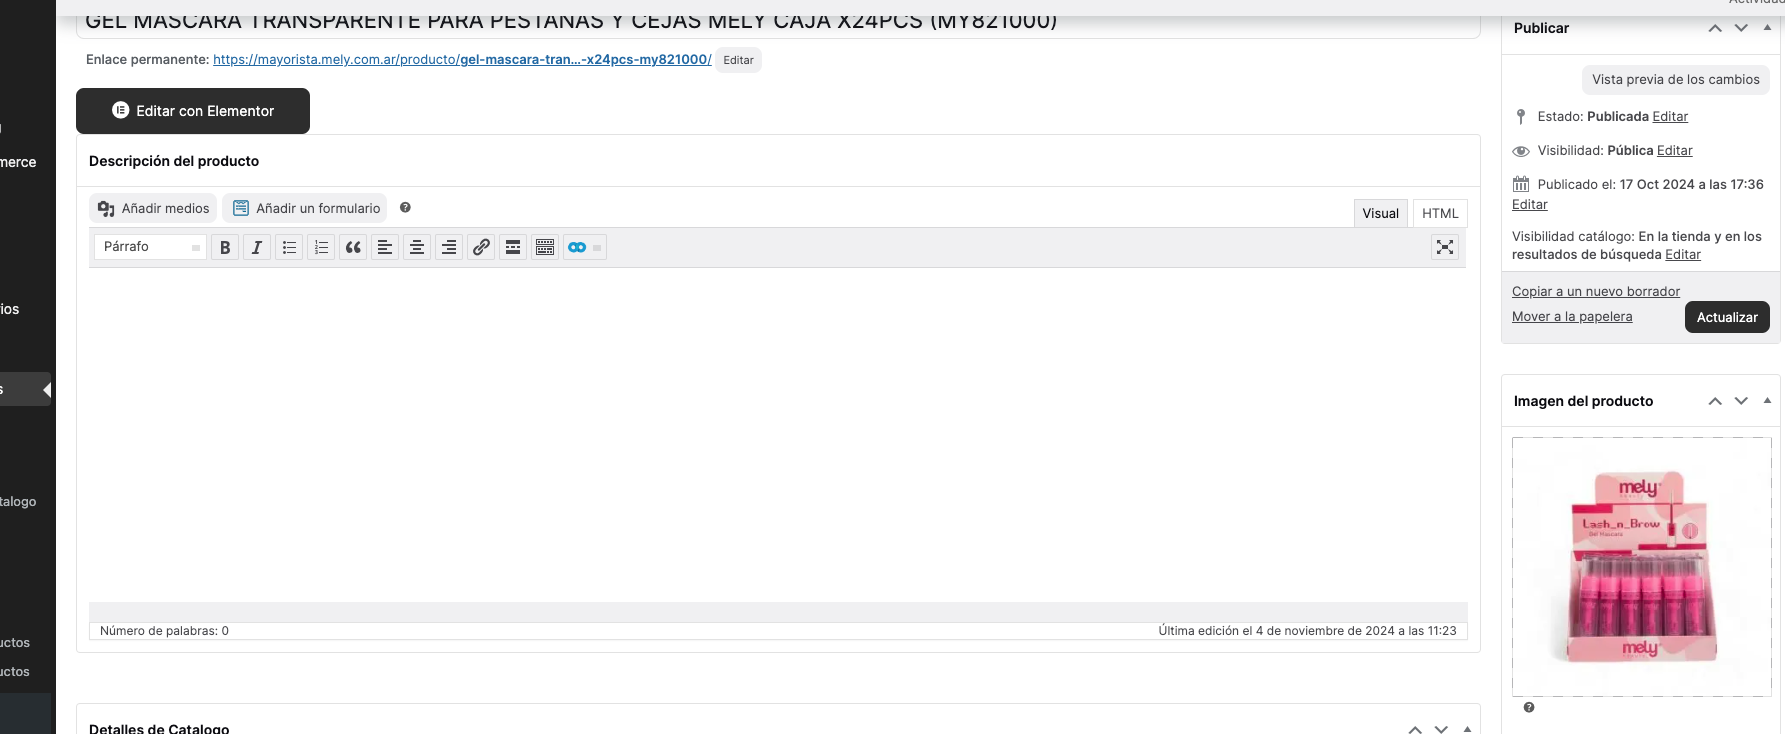 GEL MASCARA TRANSPARENTE PARA PESTAÑAS Y CEJAS MELY CAJA X24PCS (MY821000)
Enlace permanente: https://mayorista.mely.com.ar/producto/gel-mascara-tran...-x24pcs-my821000/ Editar
Editar con Elementor
merce
ios
s
talogo
uctos
uctos
Descripción del producto
Añadir medios
Añadir un formulario
Visual
HTML
Párrafo
B I
Número de palabras: 0
Última edición el 4 de noviembre de 2024 a las 11:23
Detalles de Catalogo
Publicar
Vista previa de los cambios
Estado: Publicada Editar
Visibilidad: Pública Editar
Publicado el: 17 Oct 2024 a las 17:36
Editar
Visibilidad catálogo: En la tienda y en los
resultados de búsqueda Editar
Copiar a un nuevo borrador
Mover a la papelera
Actualizar
Imagen del producto
mely
Lash_n_Brow
Gel Mascara
mely